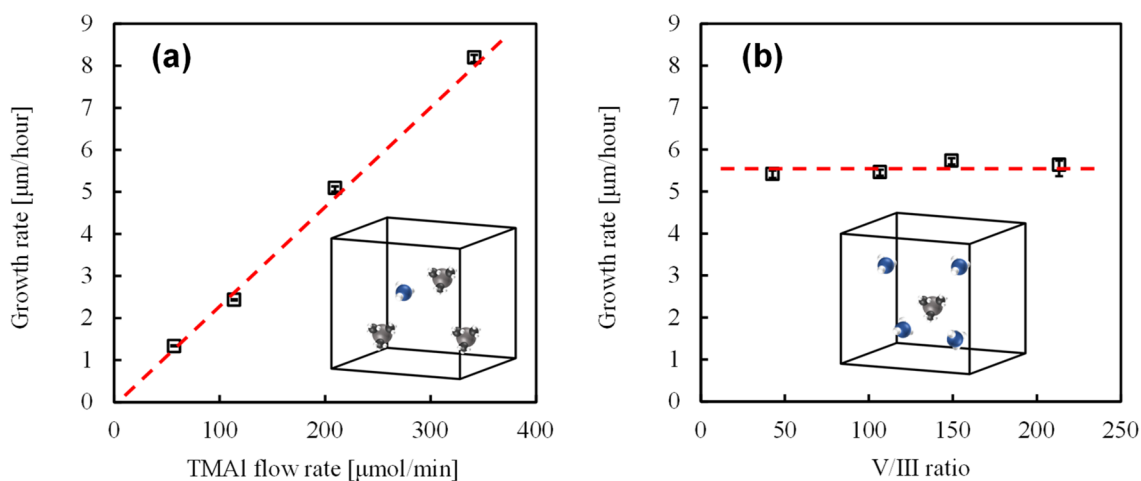 (a)
Growth rate [μm/hour]
9
8
7
6
5
4
3
2
1
0
0 100 200 300 400
TMAl flow rate [μmol/min]
(b)
Growth rate [μm/hour]
9
8
7
6
5
4
3
2
1
0
0 50 100 150 200 250
V/III ratio